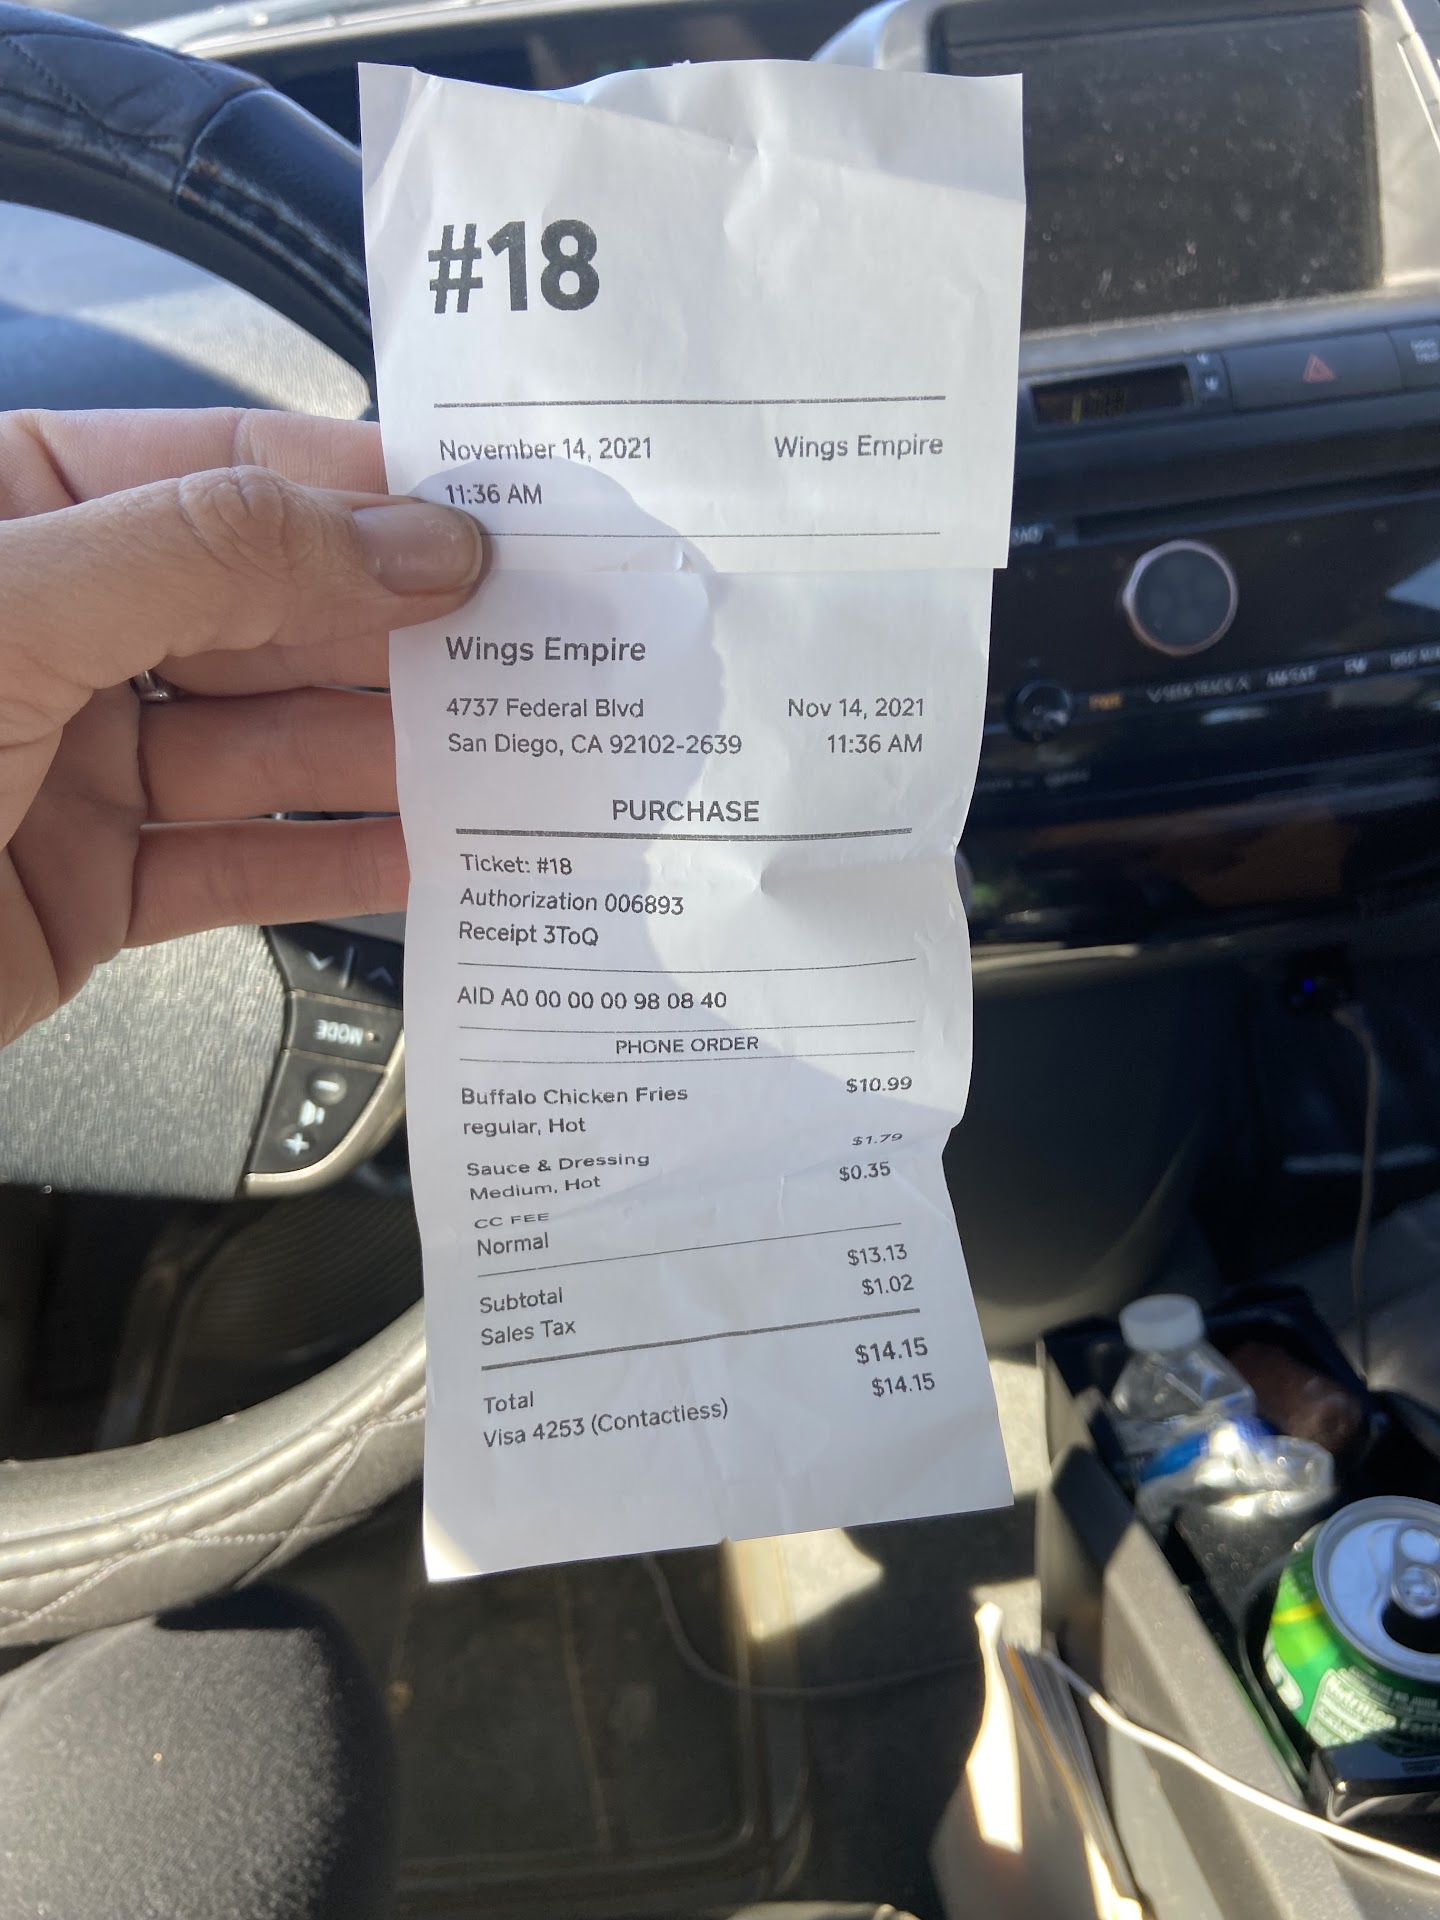 #18
November 14, 2021 Wings Empire
11:36 AM
Wings Empire
4737 Federal Blvd Nov 14, 2021
San Diego, CA 92102-2639 11:36 AM
PURCHASE
Ticket: #18
Authorization 006893
Receipt 3ToQ
AID A0 00 00 00 98 08 40
PHONE ORDER
Buffalo Chicken Fries $10.99
regular, Hot
Sauce & Dressing $1.79
Medium, Hot
CC FEE $0.35
Normal
Subtotal $13.13
Sales Tax $1.02
Total $14.15
Visa 4253 (Contactless) $14.15
MODE
+